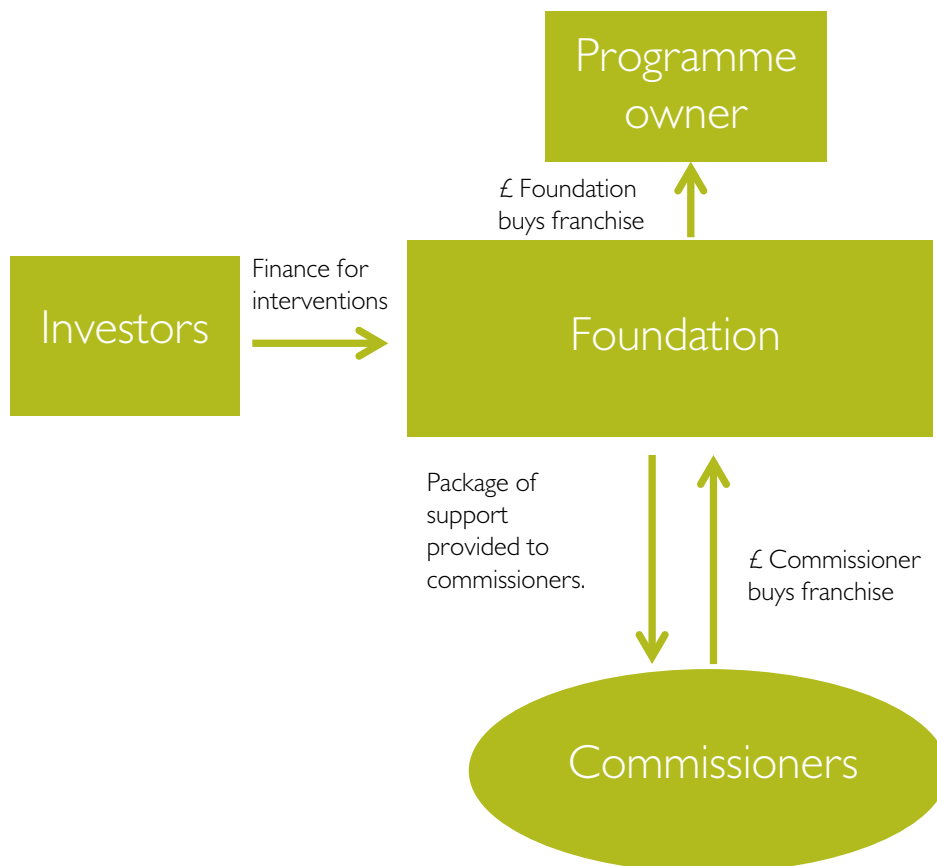 Programme
owner
£ Foundation
buys franchise
Finance for
interventions
Investors
Foundation
Package of
support
provided to
commissioners.
£ Commissioner
buys franchise
Commissioners